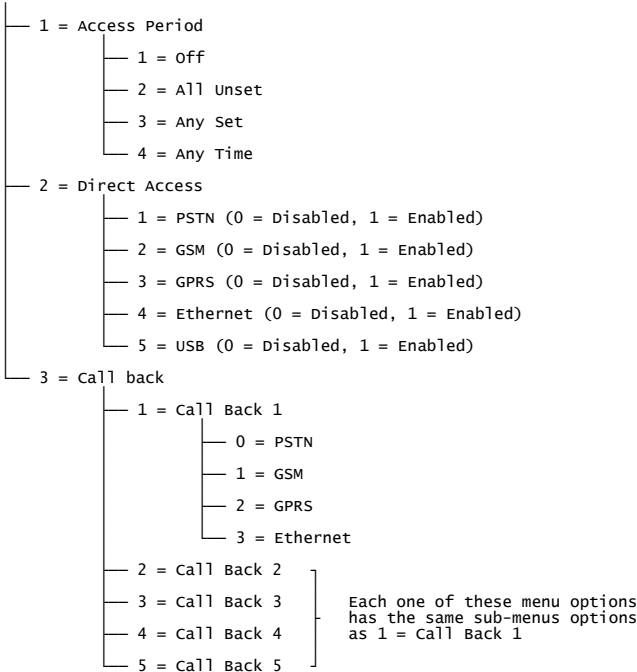 1 = Access Period
1 = Off
2 = All Unset
3 = Any Set
4 = Any Time
2 = Direct Access
1 = PSTN (0 = Disabled, 1 = Enabled)
2 = GSM (0 = Disabled, 1 = Enabled)
3 = GPRS (0 = Disabled, 1 = Enabled)
4 = Ethernet (0 = Disabled, 1 = Enabled)
5 = USB (0 = Disabled, 1 = Enabled)
3 = Call back
1 = Call Back 1
0 = PSTN
1 = GSM
2 = GPRS
3 = Ethernet
2 = Call Back 2
3 = Call Back 3
4 = Call Back 4
5 = Call Back 5
Each one of these menu options
has the same sub-menus options
as 1 = Call Back 1